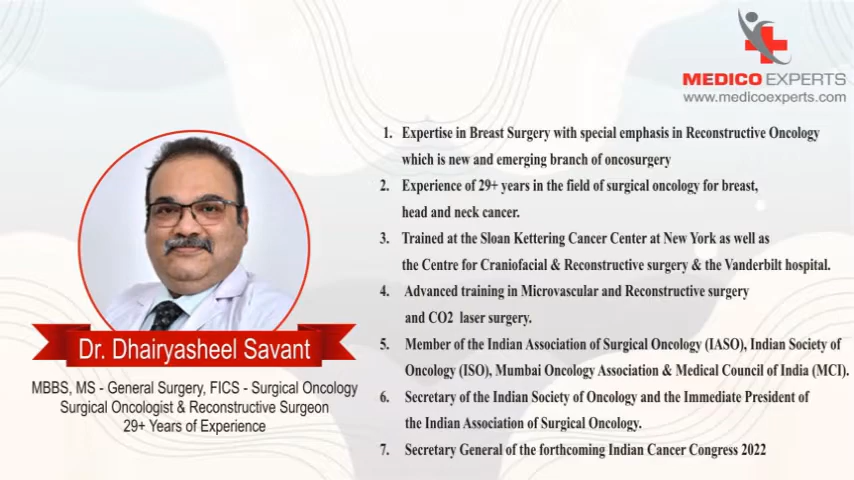 MEDICO EXPERTS
www.medicoexperts.com
Dr. Dhairyasheel Savant
MBBS, MS - General Surgery, FICS - Surgical Oncology
Surgical Oncologist & Reconstructive Surgeon
29+ Years of Experience
1. Expertise in Breast Surgery with special emphasis in Reconstructive Oncology
which is new and emerging branch of oncosurgery
2. Experience of 29+ years in the field of surgical oncology for breast,
head and neck cancer.
3. Trained at the Sloan Kettering Cancer Center at New York as well as
the Centre for Craniofacial & Reconstructive surgery & the Vanderbilt hospital.
4. Advanced training in Microvascular and Reconstructive surgery
and CO2 laser surgery.
5. Member of the Indian Association of Surgical Oncology (IASO), Indian Society of
Oncology (ISO), Mumbai Oncology Association & Medical Council of India (MCI).
6. Secretary of the Indian Society of Oncology and the Immediate President of
the Indian Association of Surgical Oncology.
7. Secretary General of the forthcoming Indian Cancer Congress 2022